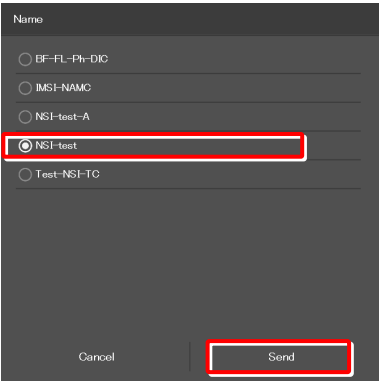 Name
BF-FL-Ph-DIC
IMSI-NAMC
NSI-test-A
NSI-test
Test-NSI-TC
Cancel Send